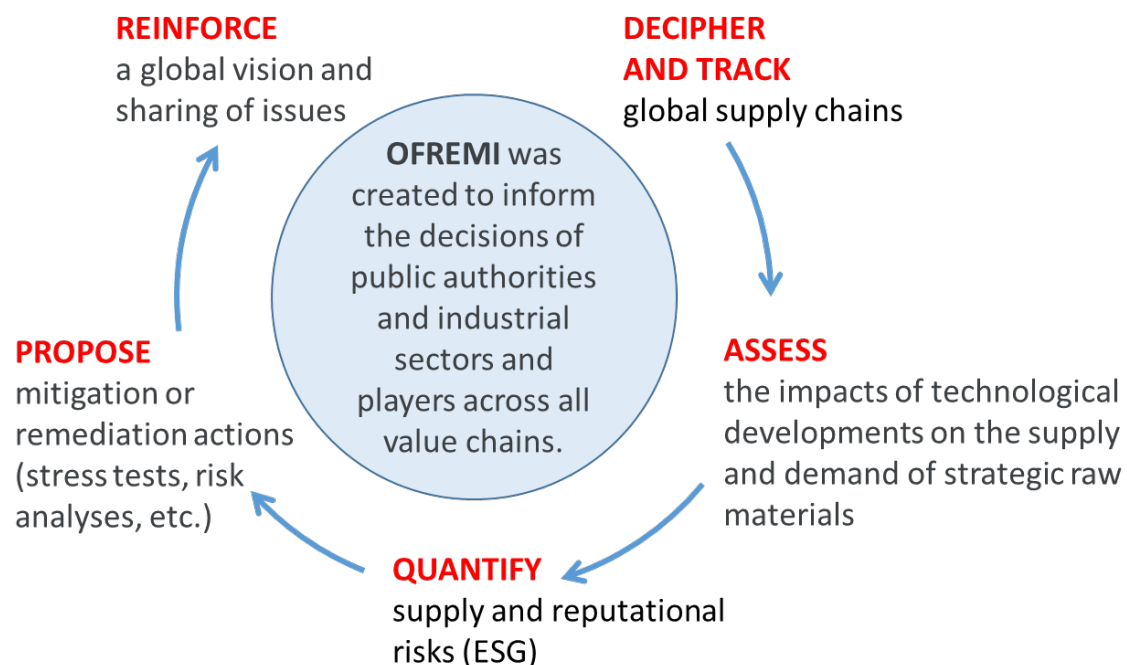 REINFORCE
a global vision and
sharing of issues
DECIPHER
AND TRACK
global supply chains
OFREMI was
created to inform
the decisions of
public authorities
and industrial
sectors and
players across all
value chains.
PROPOSE
mitigation or
remediation actions
(stress tests, risk
analyses, etc.)
ASSESS
the impacts of technological
developments on the supply
and demand of strategic raw
materials
QUANTIFY
supply and reputational
risks (ESG)